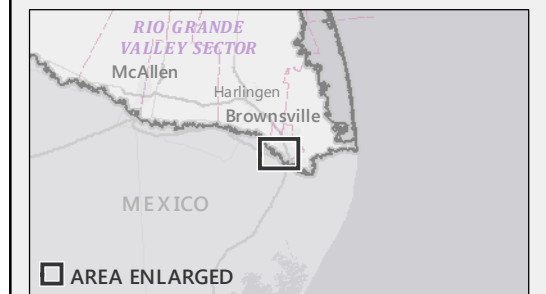 RIO GRANDE
VALLEY SECTOR
McAllen
Harlingen
Brownsville
MEXICO
AREA ENLARGED